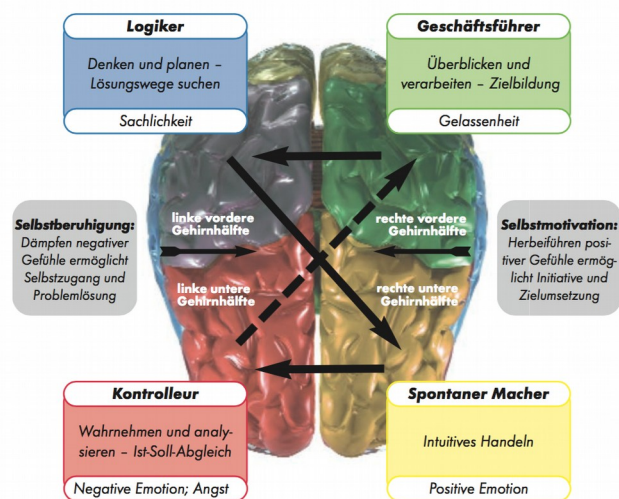 Logiker
Denken und planen –
Lösungswege suchen
Sachlichkeit
Geschäftsführer
Überblicken und
verarbeiten – Zielbildung
Gelassenheit
Selbstberuhigung:
Dämpfen negativer
Gefühle ermöglicht
Selbstzugang und
Problemlösung
linke vordere
Gehirnhälfte
rechte vordere
Gehirnhälfte
linke untere
Gehirnhälfte
rechte untere
Gehirnhälfte
Selbstmotivation:
Herbeiführen posi-
tiver Gefühle ermög-
licht Initiative und
Zielumsetzung
Kontrolleur
Wahrnehmen und analy-
sieren – Ist-Soll-Abgleich
Negative Emotion; Angst
Spontaner Macher
Intuitives Handeln
Positive Emotion